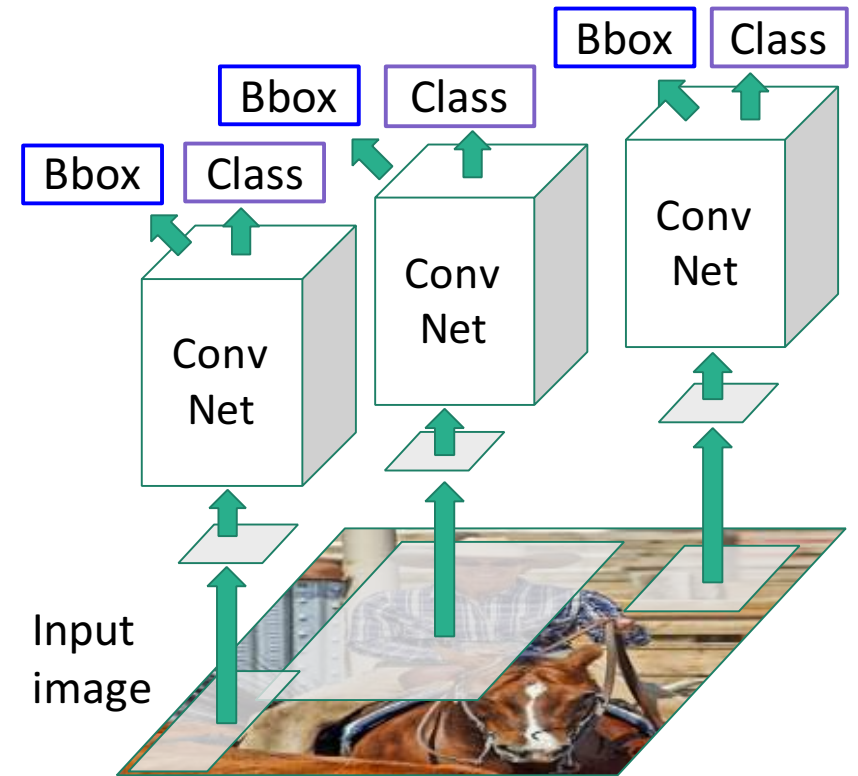 Bbox Class
Bbox Class
Bbox Class
Conv
Net
Conv
Net
Conv
Net
Input
image